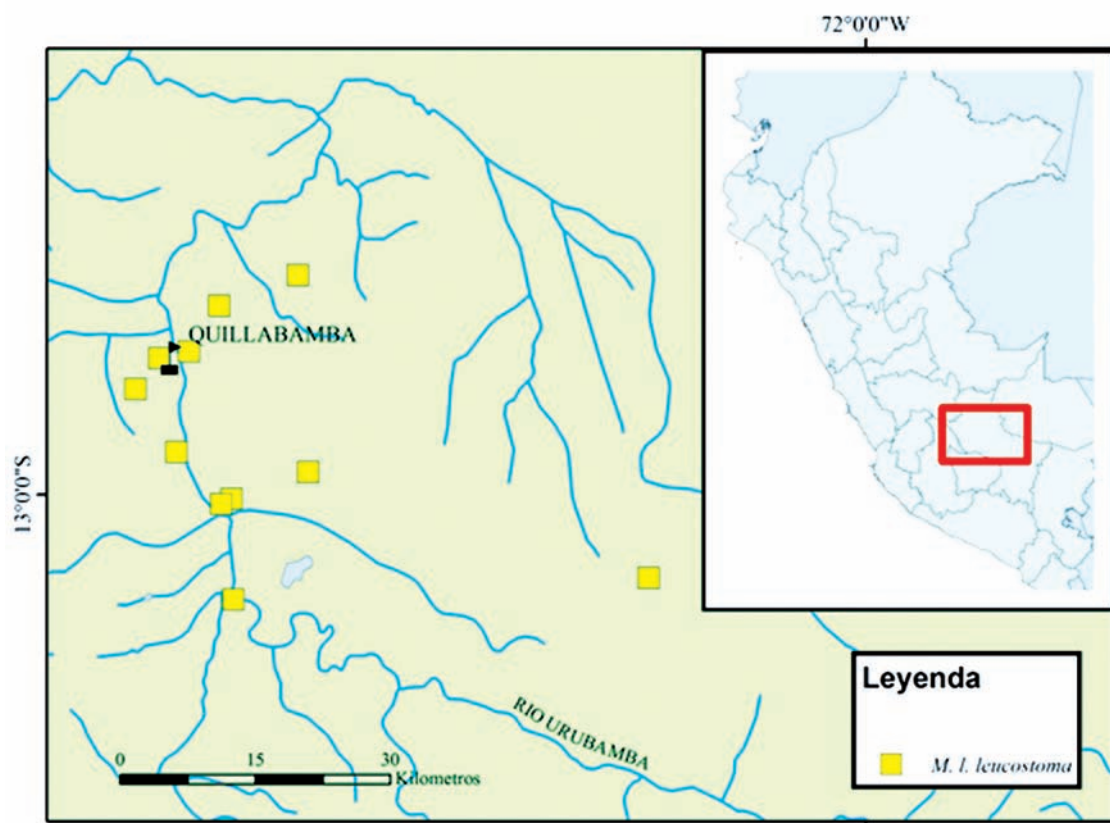 72°0'0"W
QUILLABAMBA
13°0'0"S
RIO URUBAMBA
0 15 30
Kilometros
Leyenda
M. l. leucostoma